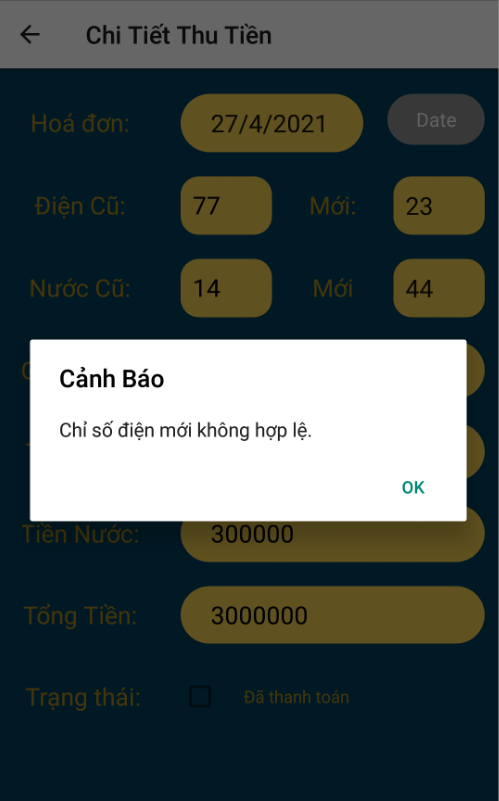 Chi Tiết Thu Tiền
Hoá đơn: 27/4/2021 Date
Điện Cũ: 77 Mới: 23
Nước Cũ: 14 Mới 44
Cảnh Báo
Chỉ số điện mới không hợp lệ.
OK
Tiền Nước: 300000
Tổng Tiền: 3000000
Trạng thái: Đã thanh toán